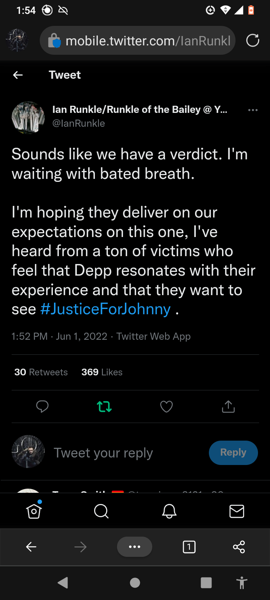 1:54
mobile.twitter.com/IanRunkl
Tweet
Ian Runkle/Runkle of the Bailey @ Y...
@IanRunkle
Sounds like we have a verdict. I'm
waiting with bated breath.
I'm hoping they deliver on our
expectations on this one, I've
heard from a ton of victims who
feel that Depp resonates with their
experience and that they want to
see #JusticeForJohnny .
1:52 PM · Jun 1, 2022 · Twitter Web App
30 Retweets 369 Likes
Tweet your reply
Reply
1